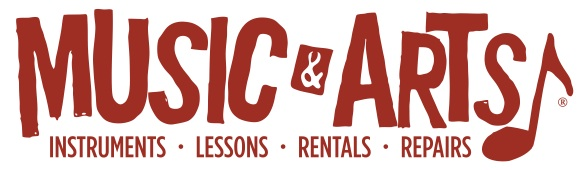 MUSIC & ARTS®
INSTRUMENTS · LESSONS · RENTALS · REPAIRS